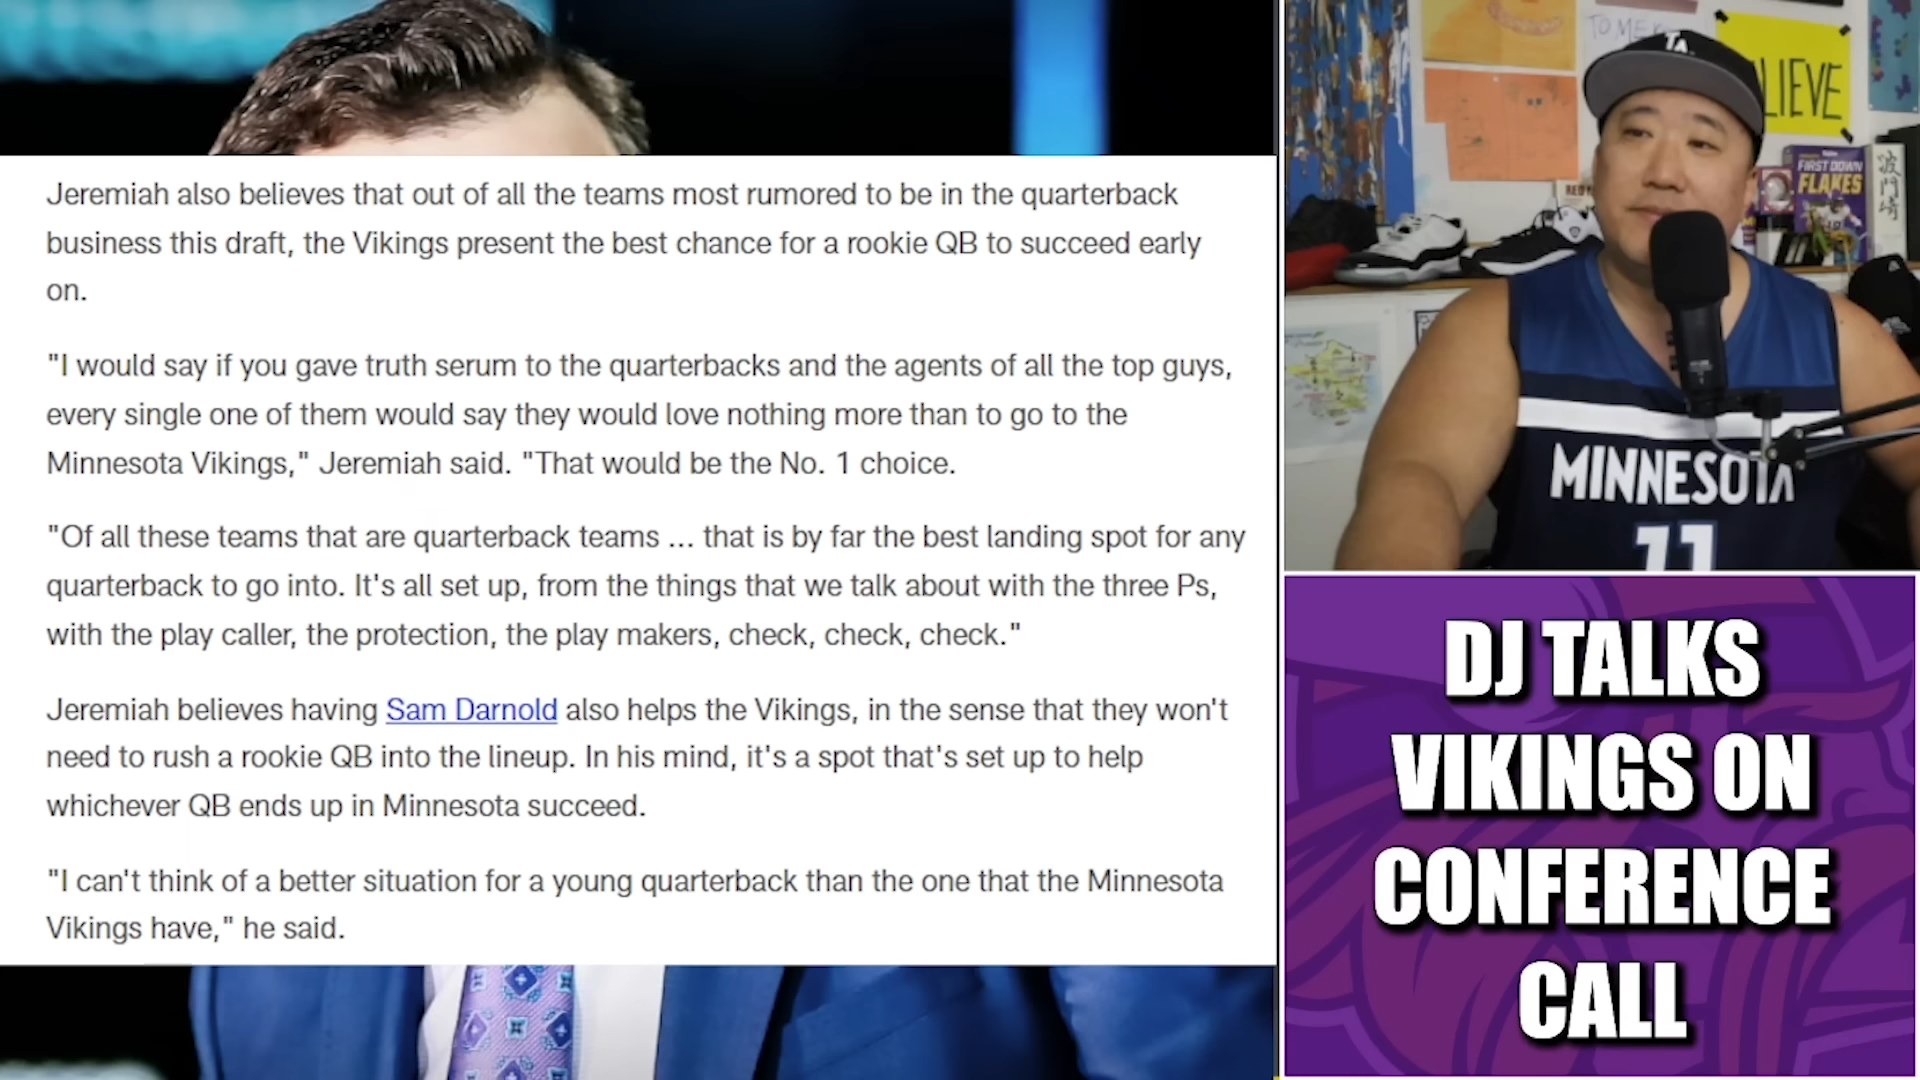 Jeremiah also believes that out of all the teams most rumored to be in the quarterback
business this draft, the Vikings present the best chance for a rookie QB to succeed early
on.
"I would say if you gave truth serum to the quarterbacks and the agents of all the top guys,
every single one of them would say they would love nothing more than to go to the
Minnesota Vikings," Jeremiah said. "That would be the No. 1 choice.
"Of all these teams that are quarterback teams ... that is by far the best landing spot for any
quarterback to go into. It's all set up, from the things that we talk about with the three Ps,
with the play caller, the protection, the play makers, check, check, check."
Jeremiah believes having Sam Darnold also helps the Vikings, in the sense that they won't
need to rush a rookie QB into the lineup. In his mind, it's a spot that's set up to help
whichever QB ends up in Minnesota succeed.
"I can't think of a better situation for a young quarterback than the one that the Minnesota
Vikings have," he said.
TO ME
TA
LIEVE
FIRST DOWN
FLAKES
RED
MINNESOTA
11
DJ TALKS
VIKINGS ON
CONFERENCE
CALL